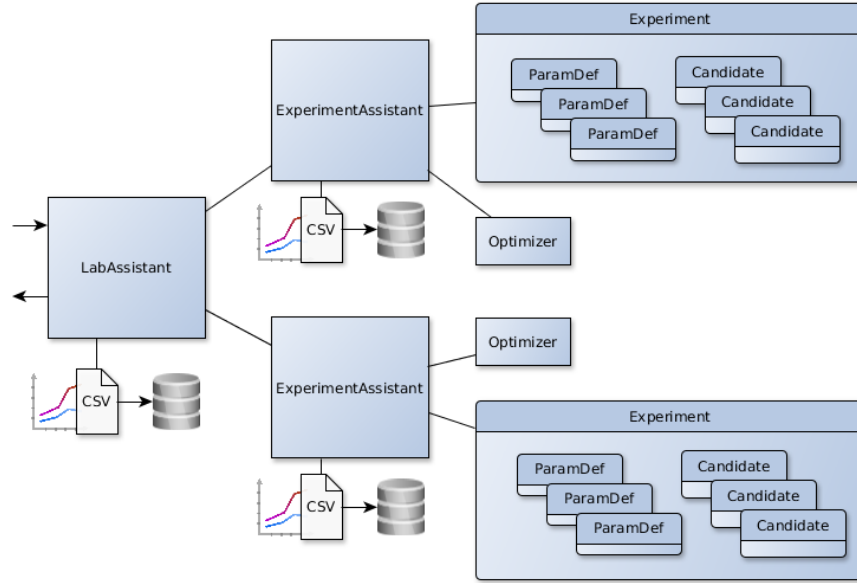 Experiment
ParamDef
ParamDef
ParamDef
Candidate
Candidate
Candidate
ExperimentAssistant
CSV
Optimizer
LabAssistant
CSV
ExperimentAssistant
CSV
Optimizer
Experiment
ParamDef
ParamDef
ParamDef
Candidate
Candidate
Candidate